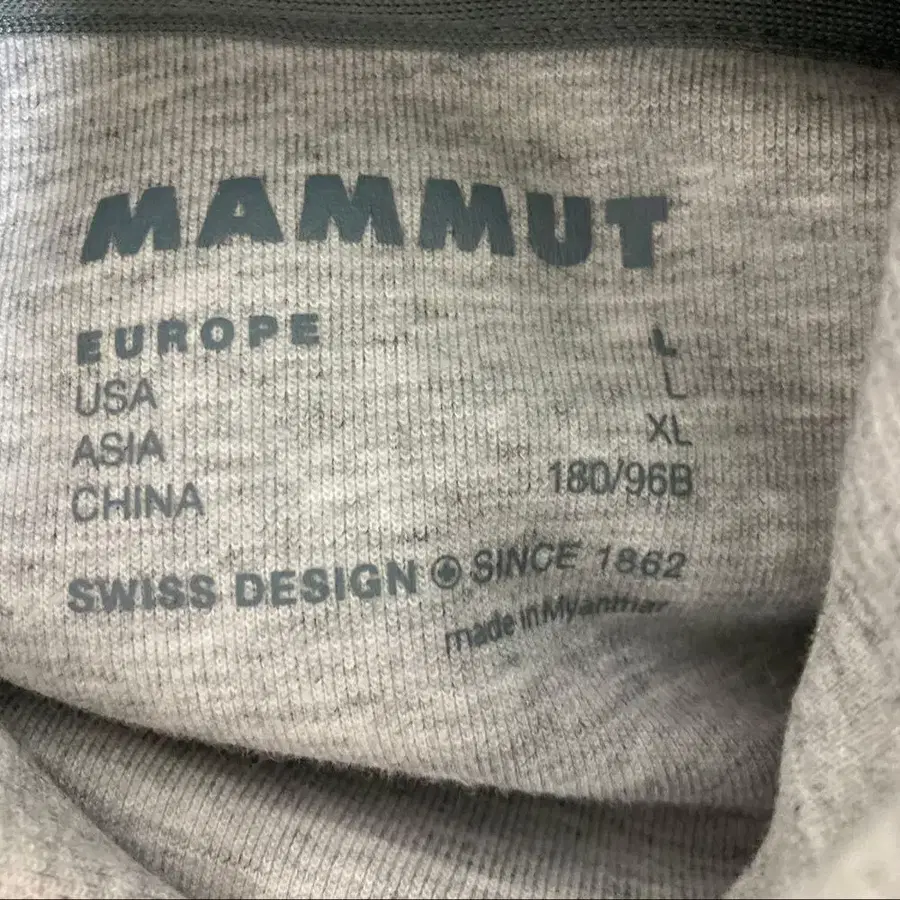 MAMMUT
EUROPE L
USA L
ASIA XL
CHINA 180/96B
SWISS DESIGN SINCE 1862
made in Myanmar